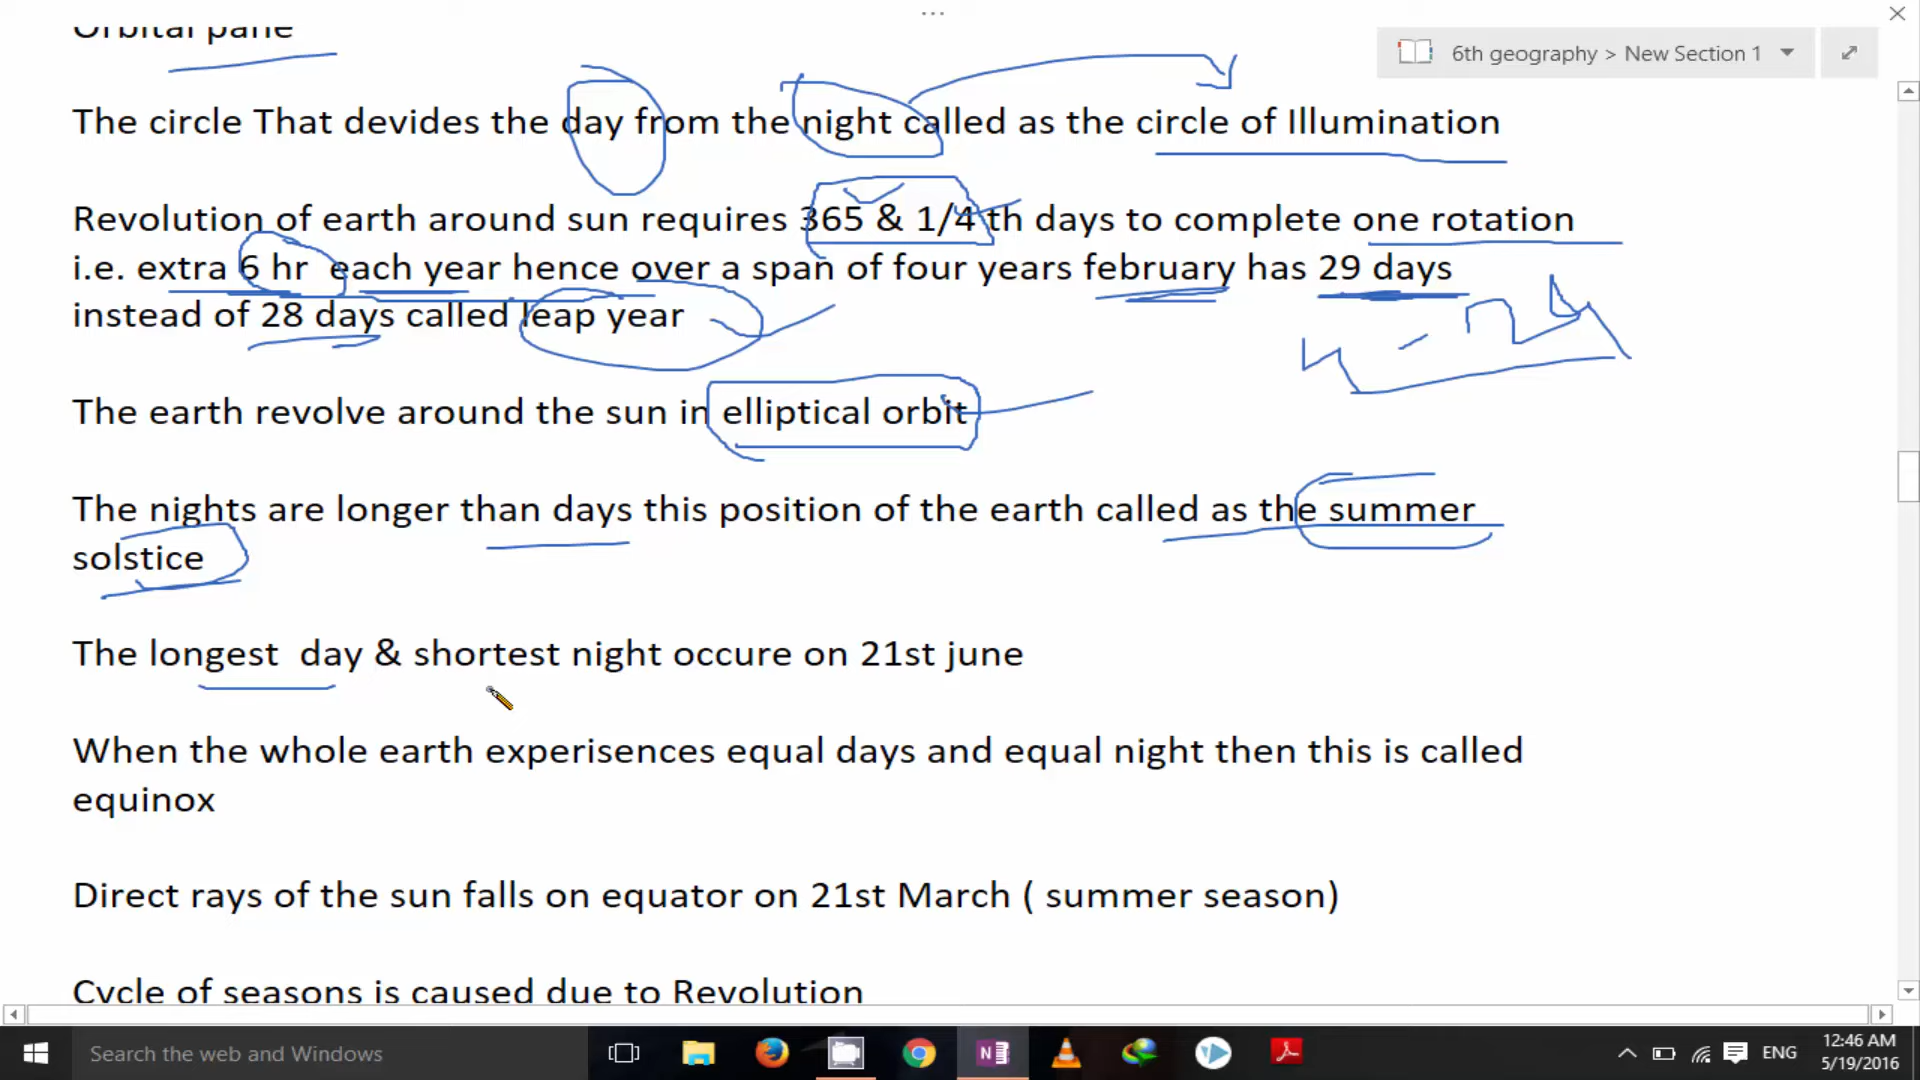 Orbital pane
6th geography > New Section 1
The circle That devides the day from the night called as the circle of Illumination
Revolution of earth around sun requires 365 & 1/4 th days to complete one rotation
i.e. extra 6 hr each year hence over a span of four years february has 29 days
instead of 28 days called leap year
The earth revolve around the sun in elliptical orbit
The nights are longer than days this position of the earth called as the summer
solstice
The longest day & shortest night occure on 21st june
When the whole earth experisences equal days and equal night then this is called
equinox
Direct rays of the sun falls on equator on 21st March ( summer season)
Cycle of seasons is caused due to Revolution
Search the web and Windows
N
ENG
12:46 AM
5/19/2016